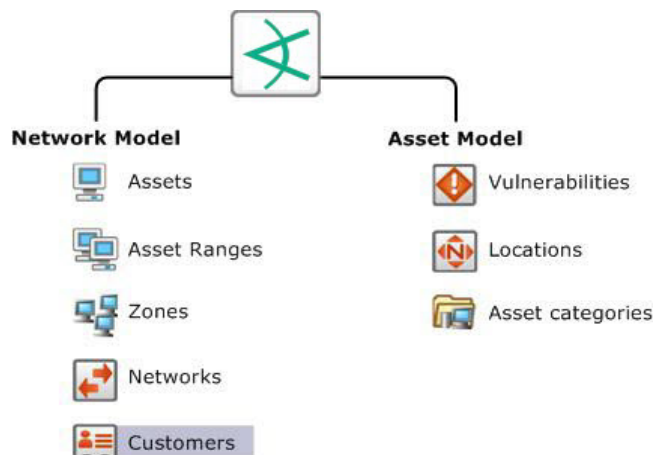 Network Model
Assets
Asset Ranges
Zones
Networks
Customers
Asset Model
Vulnerabilities
N
Locations
Asset categories